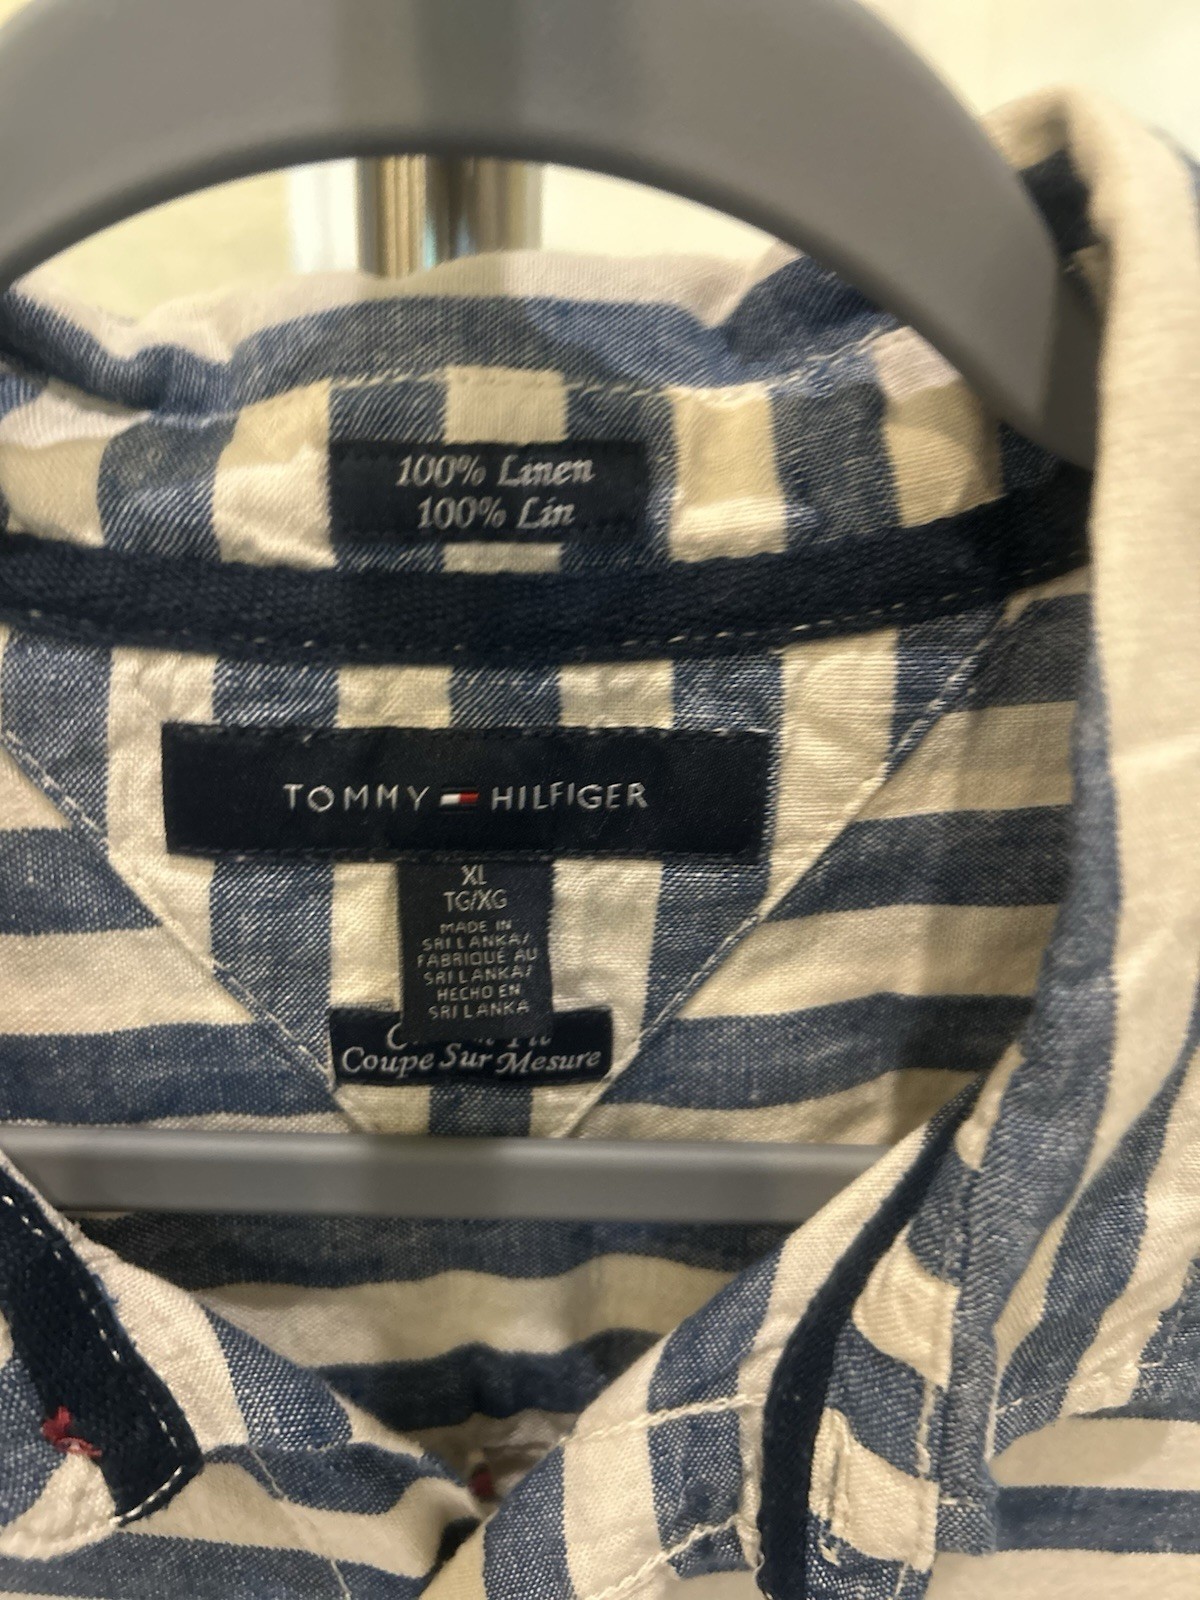 100% Linen
100% Lin
TOMMY HILFIGER
XL
TG/XG
MADE IN
SRI LANKA/
FABRIQUÉ AU
SRI LANKA/
HECHO EN
SRI LANKA
Coupe Sur Mesure